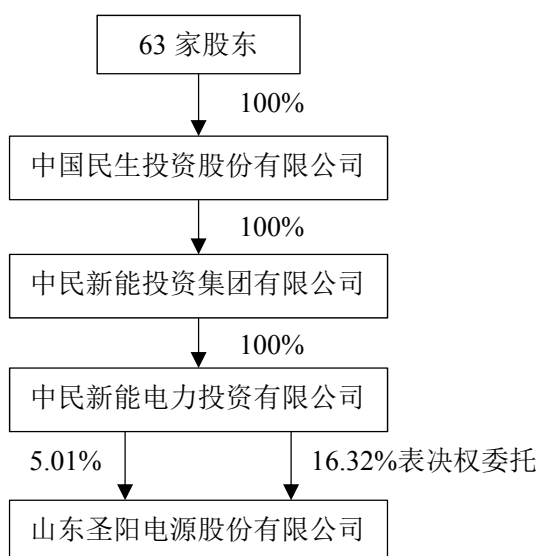 63 家股东
100%
中国民生投资股份有限公司
100%
中民新能投资集团有限公司
100%
中民新能电力投资有限公司
5.01%
16.32%表决权委托
山东圣阳电源股份有限公司